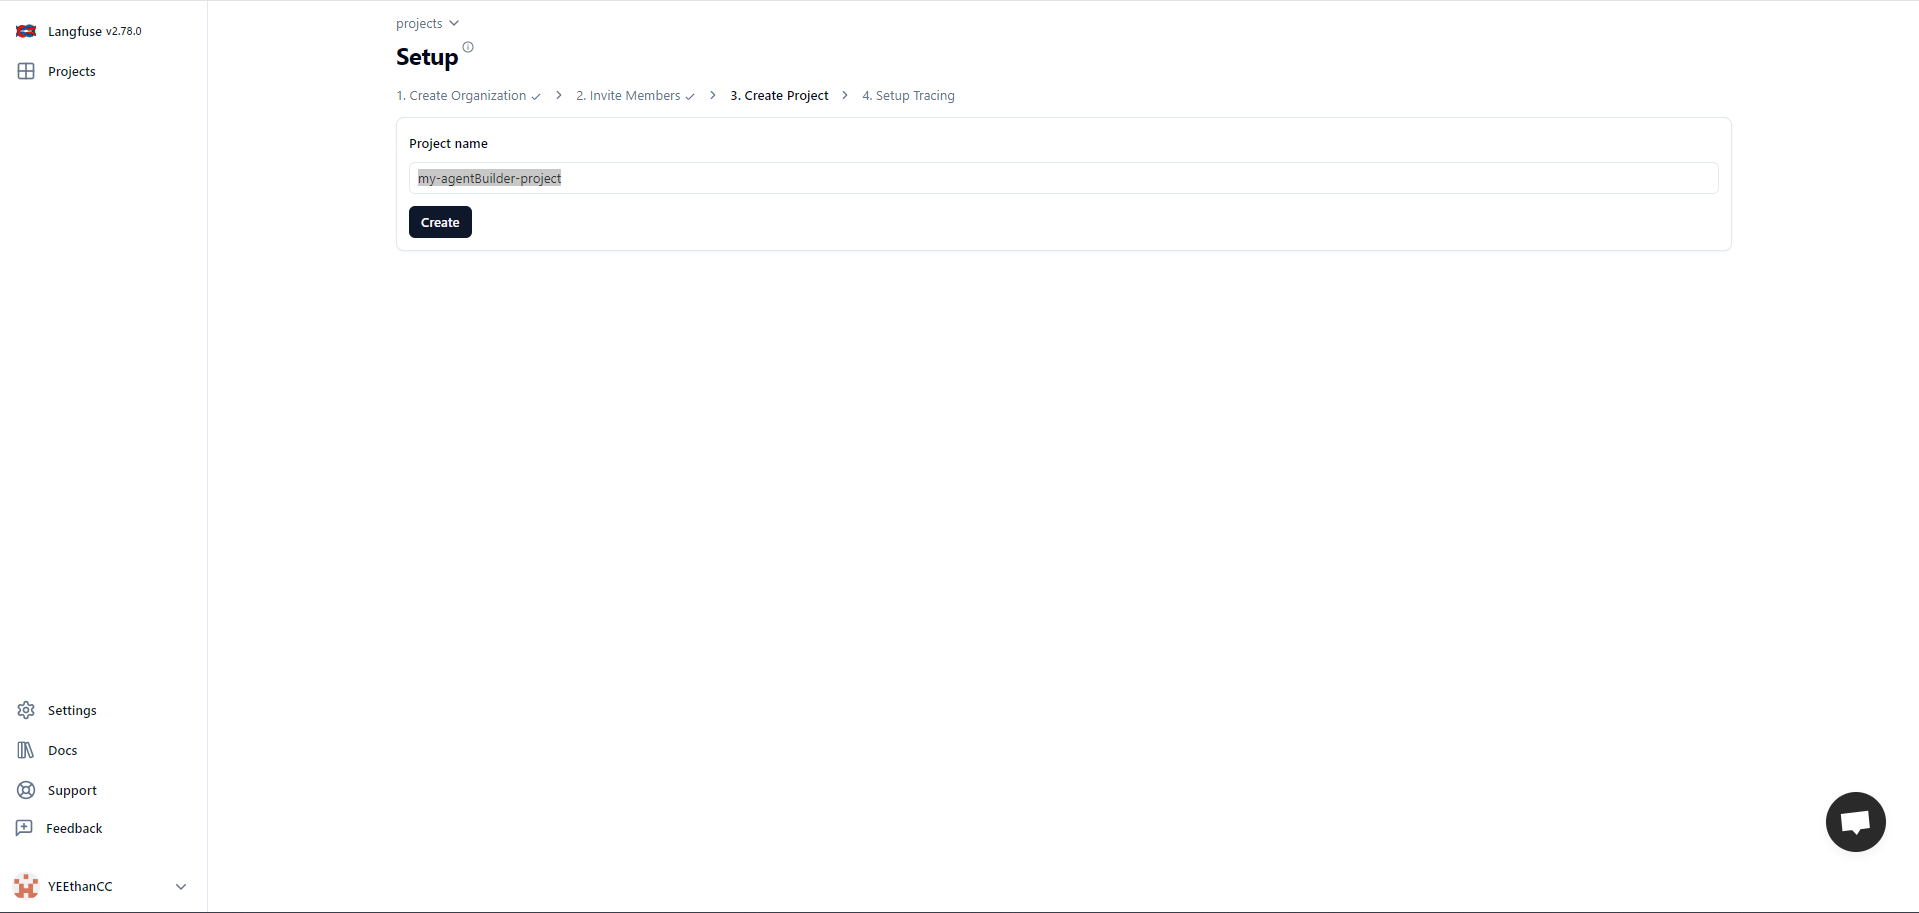 Langfuse v2.78.0
Projects
projects
Setup
1. Create Organization
2. Invite Members
3. Create Project
4. Setup Tracing
Project name
my-agentBuilder-project
Create
Settings
Docs
Support
Feedback
YEEthanCC